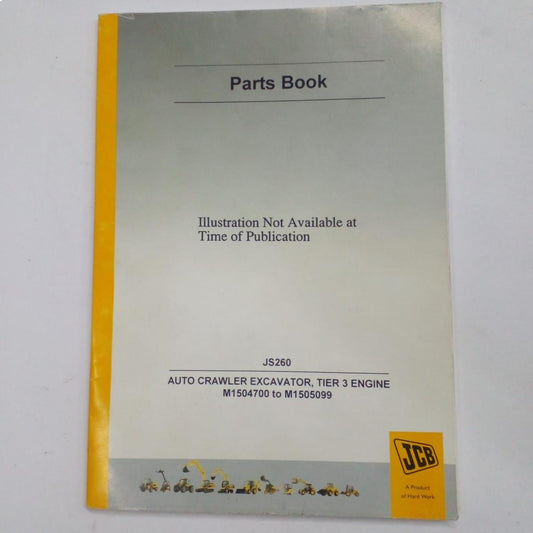 Parts Book
Illustration Not Available at
Time of Publication
JS260
AUTO CRAWLER EXCAVATOR, TIER 3 ENGINE
M1504700 to M1505099
JCB
A Product
of Hard Work